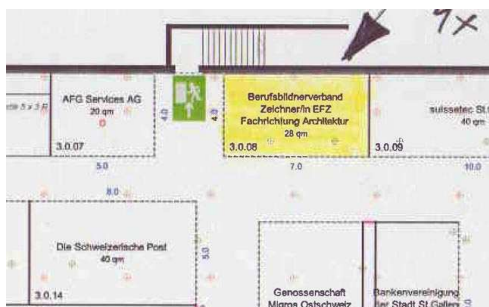 4x
AFG Services AG
20 qm
3.0.07
5.0
4.0
4.0
Berufsbildnerverband
Zeichner/in EFZ
Fachrichtung Architektur
28 qm
3.0.08
7.0
suissetec St.
40 qm
3.0.09
10.0
8.0
Die Schweizerische Post
40 qm
3.0.14
5.0
Genossenschaft
Migros Ostschweiz
Bankenvereinigung
der Stadt St.Gallen